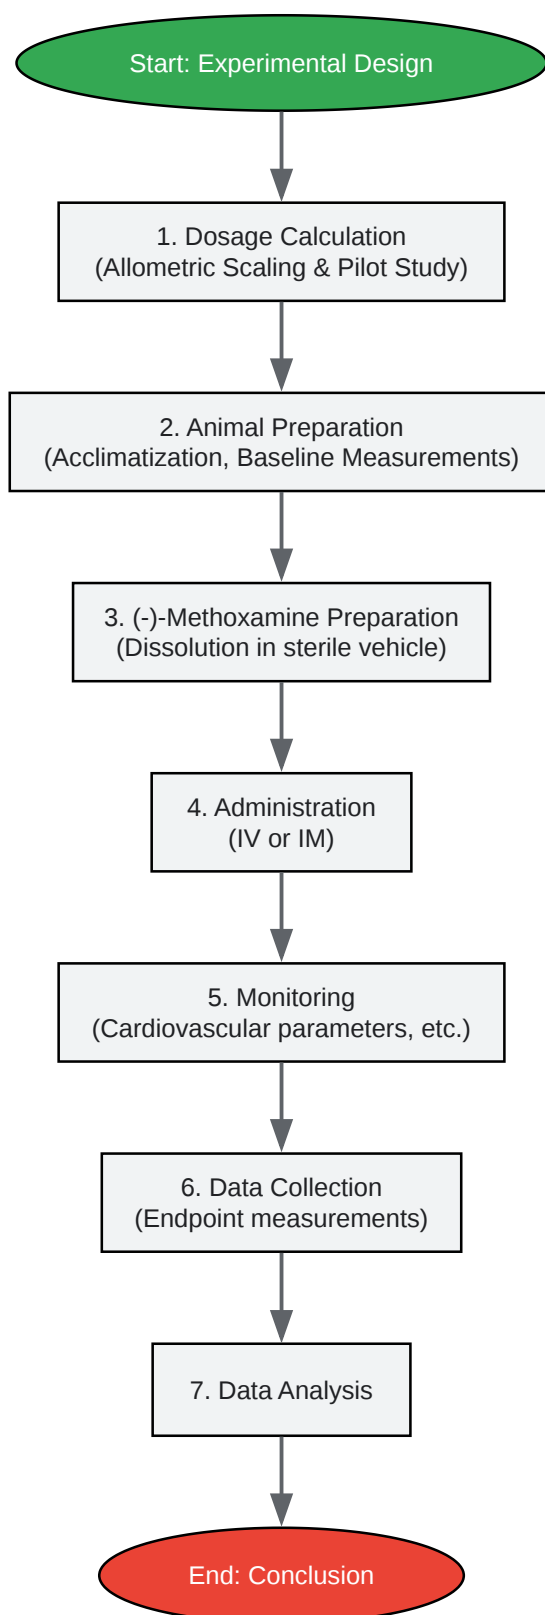 Start: Experimental Design
1. Dosage Calculation
(Allometric Scaling & Pilot Study)
2. Animal Preparation
(Acclimatization, Baseline Measurements)
3. (-)-Methoxamine Preparation
(Dissolution in sterile vehicle)
4. Administration
(IV or IM)
5. Monitoring
(Cardiovascular parameters, etc.)
6. Data Collection
(Endpoint measurements)
7. Data Analysis
End: Conclusion